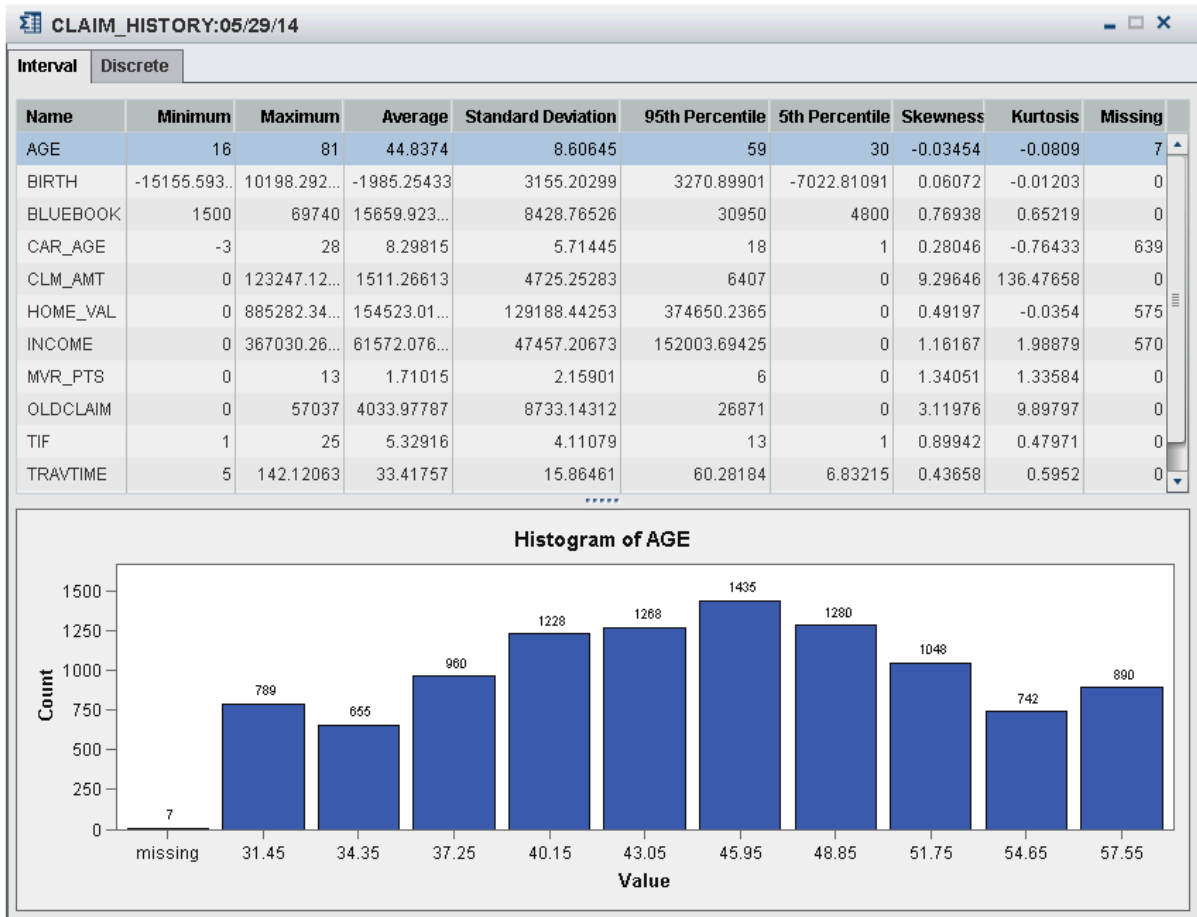 CLAIM_HISTORY:05/29/14
Interval Discrete
Name Minimum Maximum Average Standard Deviation 95th Percentile 5th Percentile Skewness Kurtosis Missing
AGE 16 81 44.8374 8.60645 59 30 -0.03454 -0.0809 7
BIRTH -15155.593.. 10198.292... -1985.25433 3155.20299 3270.89901 -7022.81091 0.06072 -0.01203 0
BLUEBOOK 1500 69740 15659.923... 8428.76526 30950 4800 0.76938 0.65219 0
CAR_AGE -3 28 8.29815 5.71445 18 1 0.28046 -0.76433 639
CLM_AMT 0 123247.12... 1511.26613 4725.25283 6407 0 9.29646 136.47658 0
HOME_VAL 0 885282.34... 154523.01... 129188.44253 374650.2365 0 0.49197 -0.0354 575
INCOME 0 367030.26... 61572.076... 47457.20673 152003.69425 0 1.16167 1.98879 570
MVR_PTS 0 13 1.71015 2.15901 6 0 1.34051 1.33584 0
OLDCLAIM 0 57037 4033.97787 8733.14312 26871 0 3.11976 9.89797 0
TIF 1 25 5.32916 4.11079 13 1 0.89942 0.47971 0
TRAVTIME 5 142.12063 33.41757 15.86461 60.28184 6.83215 0.43658 0.5952 0
Histogram of AGE
Count
1500
1250
1000
750
500
250
0
7 789 655 960 1228 1268 1435 1280 1048 742 890
missing 31.45 34.35 37.25 40.15 43.05 45.95 48.85 51.75 54.65 57.55
Value